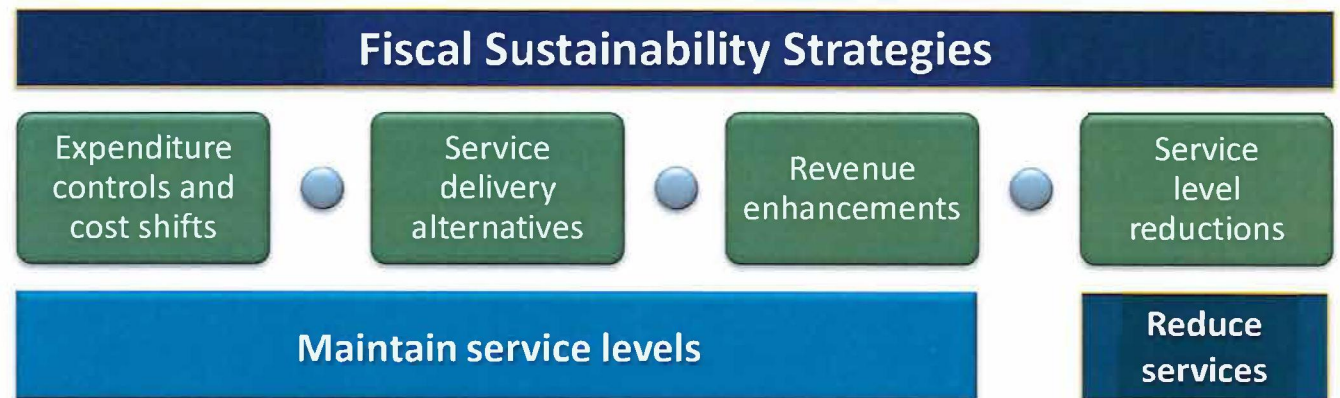 Fiscal Sustainability Strategies
Expenditure
controls and
cost shifts
Service
delivery
alternatives
Revenue
enhancements
Service
level
reductions
Maintain service levels
Reduce
services